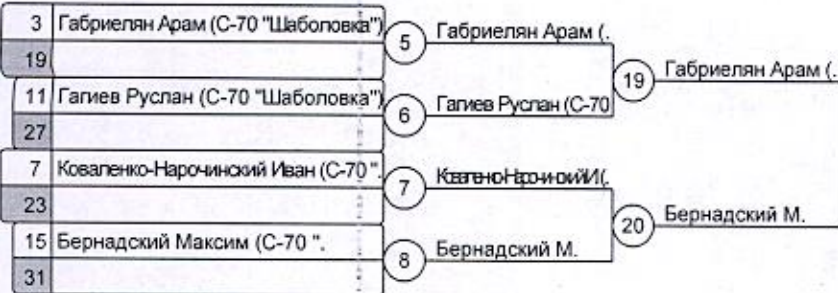 3 Габриелян Арам (С-70 "Шаболовка")
19
11 Гагиев Руслан (С-70 "Шаболовка")
27
7 Коваленко-Нарочинский Иван (С-70 ".
23
15 Бернадский Максим (С-70 ".
31
5 Габриелян Арам (.
6 Гагиев Руслан (С-70
7
8 Бернадский М.
19 Габриелян Арам (.
20 Бернадский М.